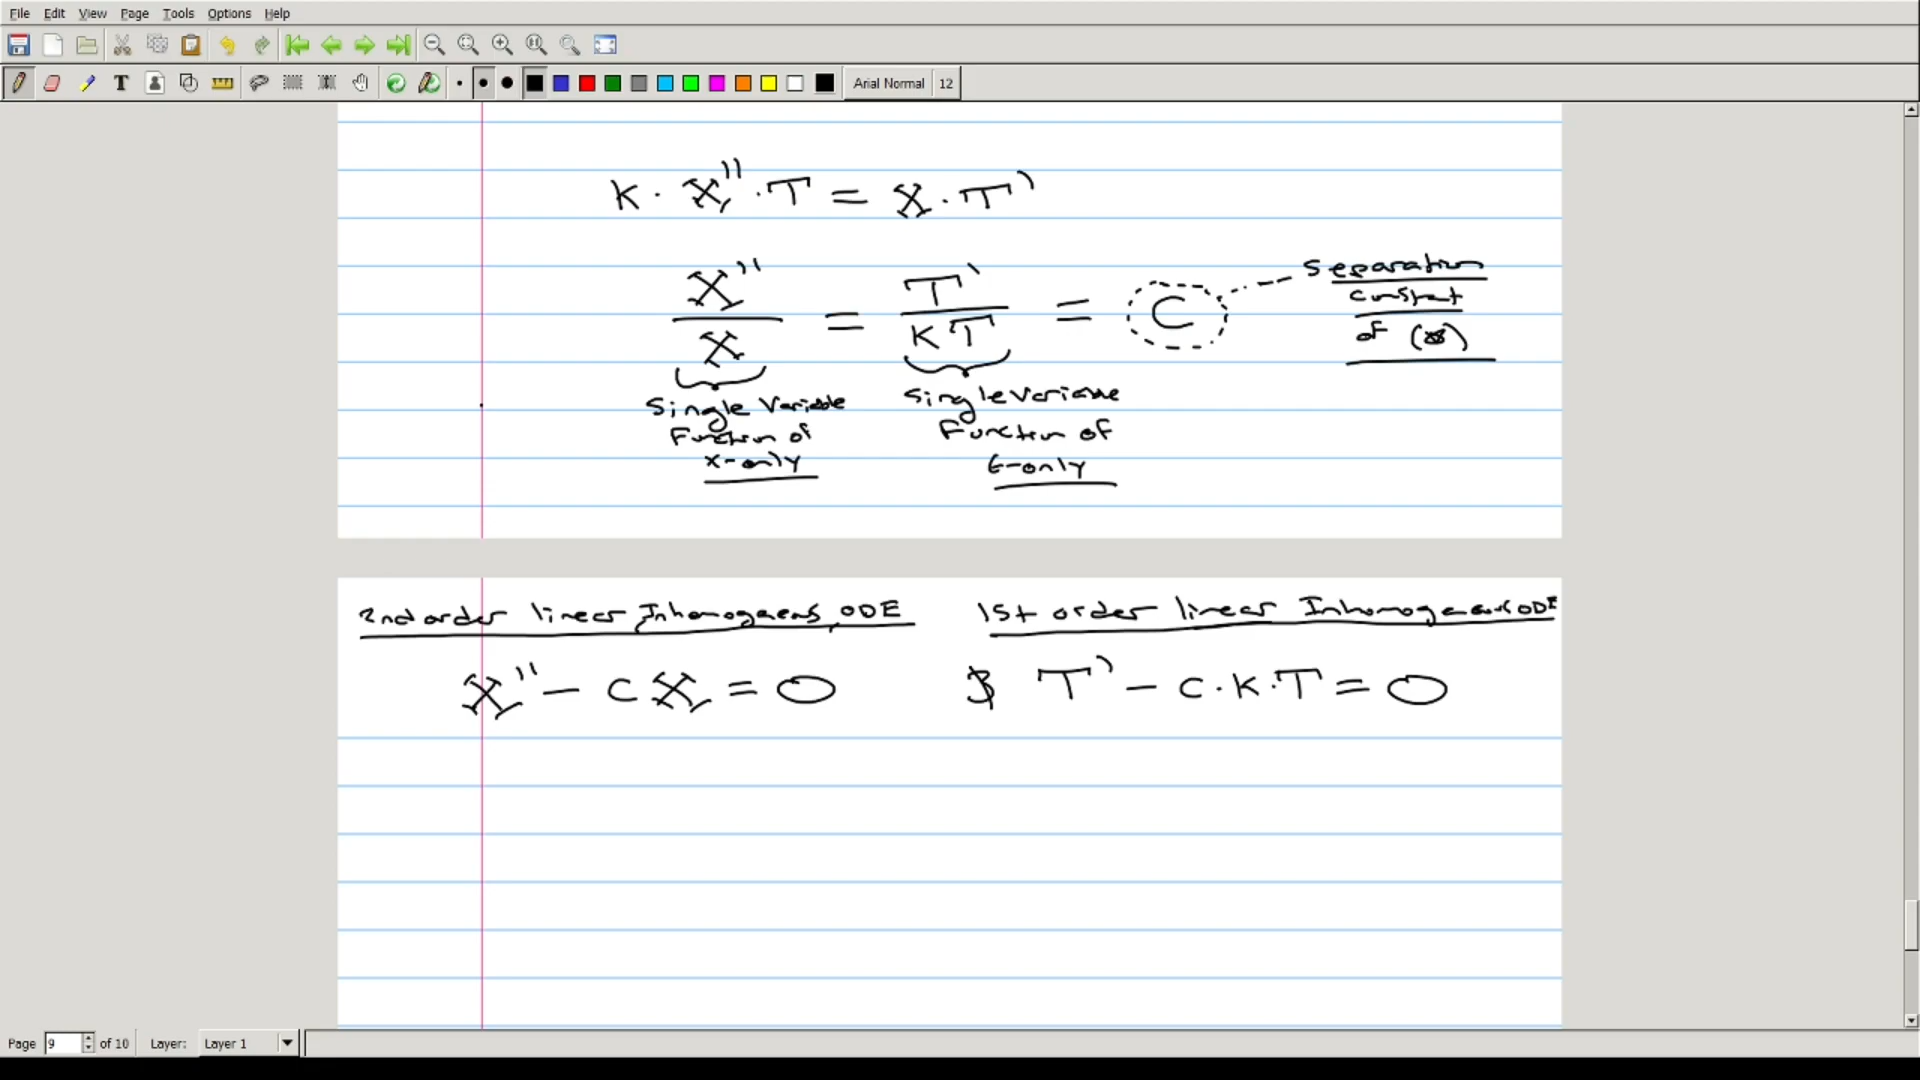 File Edit View Page Tools Options Help
Arial Normal 12
K · X'' · T = X · T'
X'' / X = T' / KT = C
Separation
constant
of (*)
Single Variable
Function of
x-only
Single Variable
Function of
t-only
2nd order linear Inhomogeneous, ODE
1st order linear Inhomogeneous ODE
X'' - CX = 0 & T' - C·K·T = 0
Page 9 of 10 Layer: Layer 1